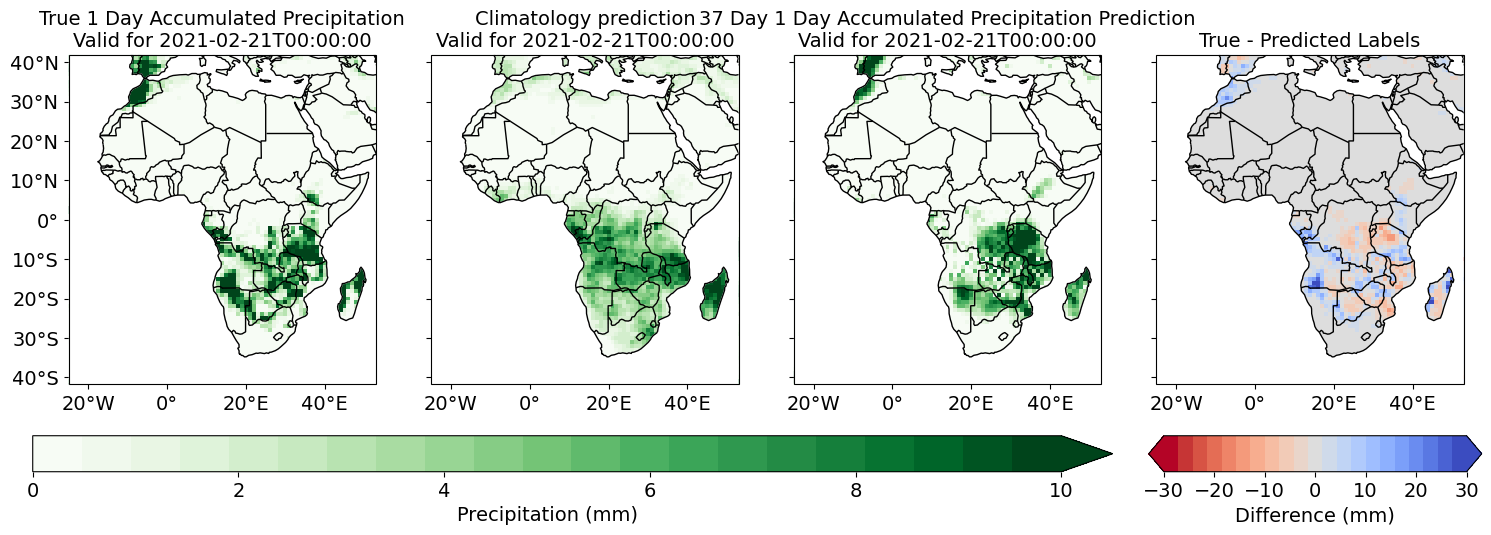 True 1 Day Accumulated Precipitation
Valid for 2021-02-21T00:00:00
Climatology prediction
Valid for 2021-02-21T00:00:00
37 Day 1 Day Accumulated Precipitation Prediction
Valid for 2021-02-21T00:00:00
True - Predicted Labels
40°N
30°N
20°N
10°N
0°
10°S
20°S
30°S
40°S
20°W 0° 20°E 40°E
20°W 0° 20°E 40°E
20°W 0° 20°E 40°E
20°W 0° 20°E 40°E
0 2 4 6 8 10
Precipitation (mm)
−30 −20 −10 0 10 20 30
Difference (mm)